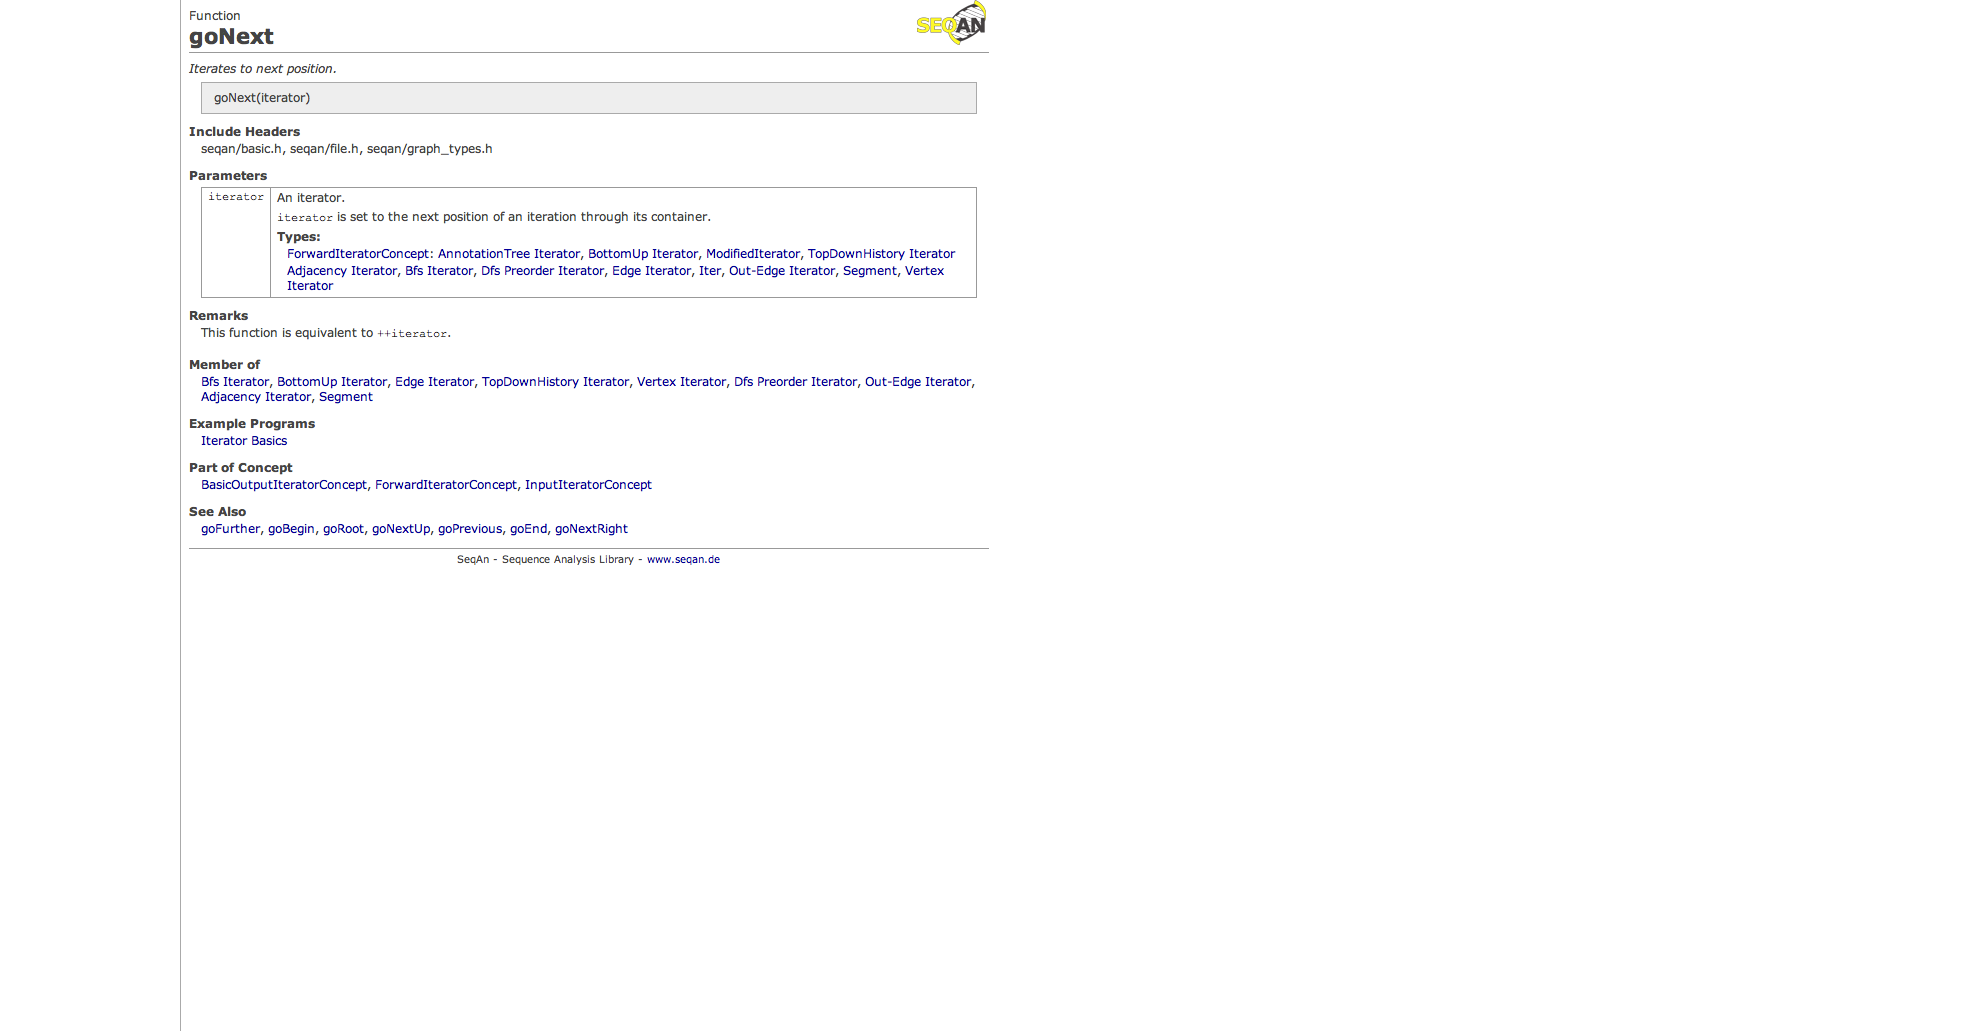 Function
goNext
SEQAN
Iterates to next position.
goNext(iterator)
Include Headers
seqan/basic.h, seqan/file.h, seqan/graph_types.h
Parameters
iterator
An iterator.
iterator is set to the next position of an iteration through its container.
Types:
ForwardIteratorConcept: AnnotationTree Iterator, BottomUp Iterator, ModifiedIterator, TopDownHistory Iterator
Adjacency Iterator, Bfs Iterator, Dfs Preorder Iterator, Edge Iterator, Iter, Out-Edge Iterator, Segment, Vertex
Iterator
Remarks
This function is equivalent to ++iterator.
Member of
Bfs Iterator, BottomUp Iterator, Edge Iterator, TopDownHistory Iterator, Vertex Iterator, Dfs Preorder Iterator, Out-Edge Iterator,
Adjacency Iterator, Segment
Example Programs
Iterator Basics
Part of Concept
BasicOutputIteratorConcept, ForwardIteratorConcept, InputIteratorConcept
See Also
goFurther, goBegin, goRoot, goNextUp, goPrevious, goEnd, goNextRight
SeqAn - Sequence Analysis Library - www.seqan.de